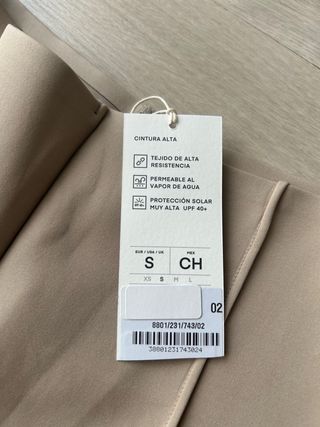 CINTURA ALTA
TEJIDO DE ALTA
RESISTENCIA
PERMEABLE AL
VAPOR DE AGUA
PROTECCIÓN SOLAR
MUY ALTA UPF 40+
EUR / USA / UK MEX
S CH
XS S M L
02
8801/231/743/02
38801231743024